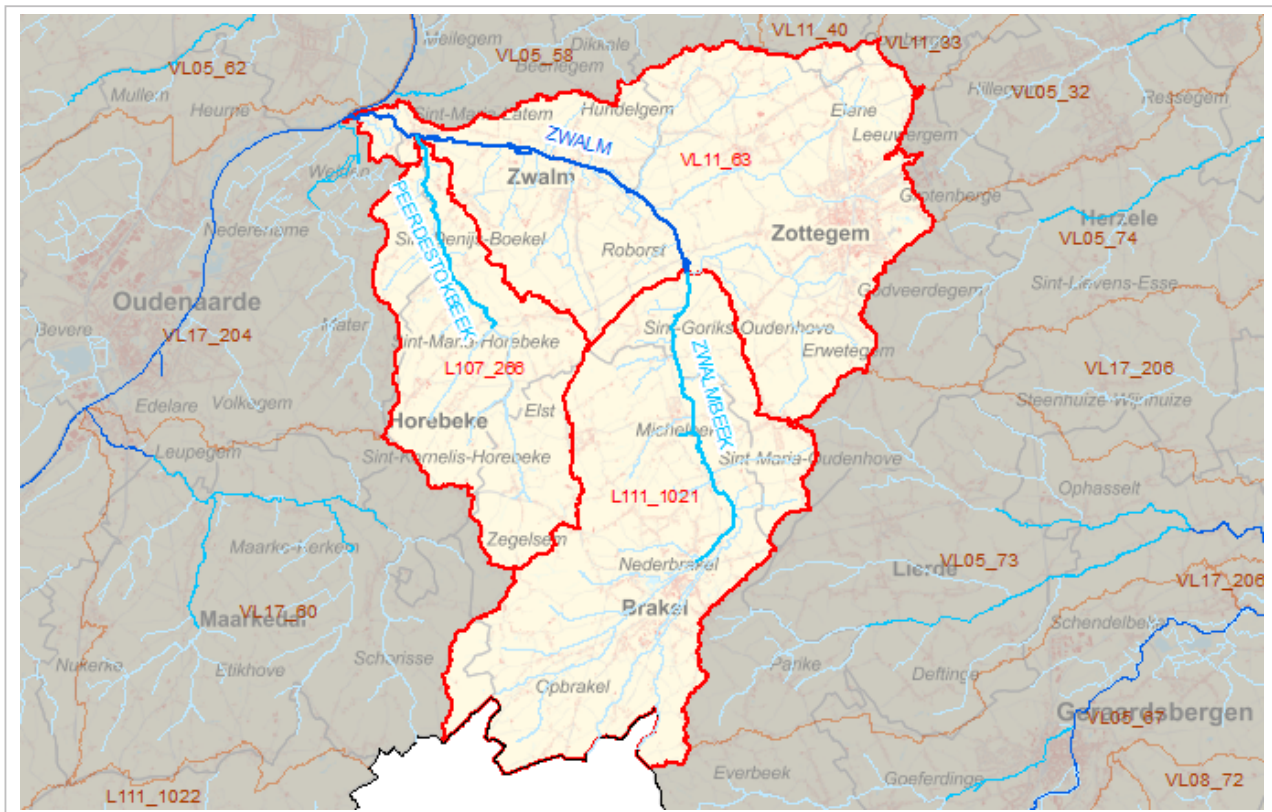 Meilegem
VL11_40
VL11_33
VL05_58
Dikkele
VL05_62
Beerlegem
Mullem
Heurne
Sint-Maria-Latem
Hundelgem
Elane
Hillegem
VL05_32
Ressegem
Leeuwergem
ZWALM
VL11_63
Welden
Zwalm
Grotenberge
PEERDESTOKBEEK
Nederename
Sint-Denijs-Boekel
Roborst
Zottegem
Herzele
VL05_74
Sint-Lievens-Esse
Godveerdegem
Oudenaarde
Bevere
VL17_204
Mater
Sint-Goriks-Oudenhove
Sint-Maria-Horebeke
Erwetegem
ZWALMBEEK
L107_266
VL17_206
Edelare
Volkegem
Elst
Steenhuize-Wijnhuize
Horebeke
Michelbeke
Leupegem
Sint-Kornelis-Horebeke
Sint-Maria-Oudenhove
L111_1021
Ophasselt
Zegelsem
Maarke-Kerkem
Nederbrakel
Lierde
VL05_73
VL17_206
Brakel
VL17_60
Maarkedal
Schendelbeke
Nukerke
Etikhove
Schorisse
Parike
Deftinge
Opbrakel
Geraardsbergen
VL05_67
Everbeek
Goeferdinge
VL08_72
L111_1022